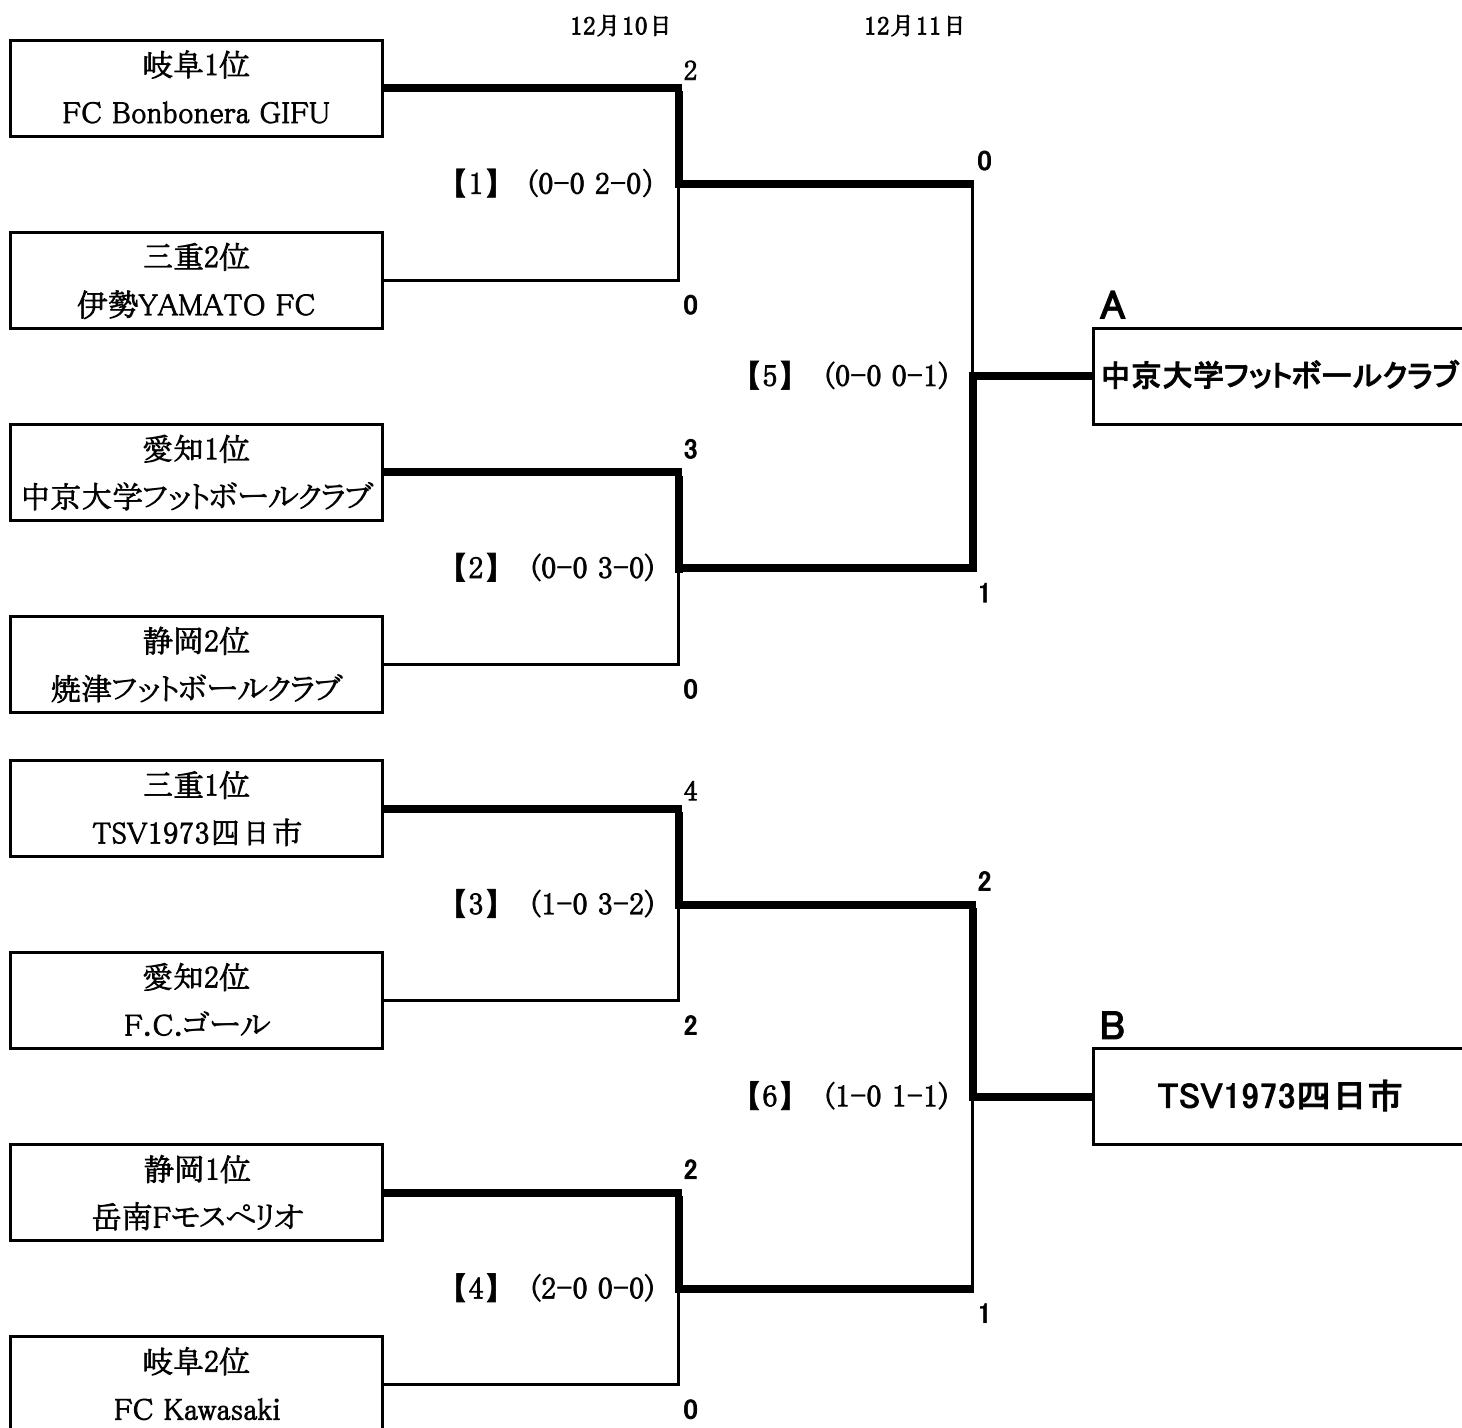 12月10日 12月11日
岐阜1位
FC Bonbonera GIFU
2
【1】 (0-0 2-0)
0
三重2位
伊勢YAMATO FC
0
A
中京大学フットボールクラブ
【5】 (0-0 0-1)
愛知1位
中京大学フットボールクラブ
3
【2】 (0-0 3-0)
1
静岡2位
焼津フットボールクラブ
0
三重1位
TSV1973四日市
4
【3】 (1-0 3-2)
2
愛知2位
F.C.ゴール
2
B
TSV1973四日市
【6】 (1-0 1-1)
静岡1位
岳南Fモスペリオ
2
【4】 (2-0 0-0)
1
岐阜2位
FC Kawasaki
0